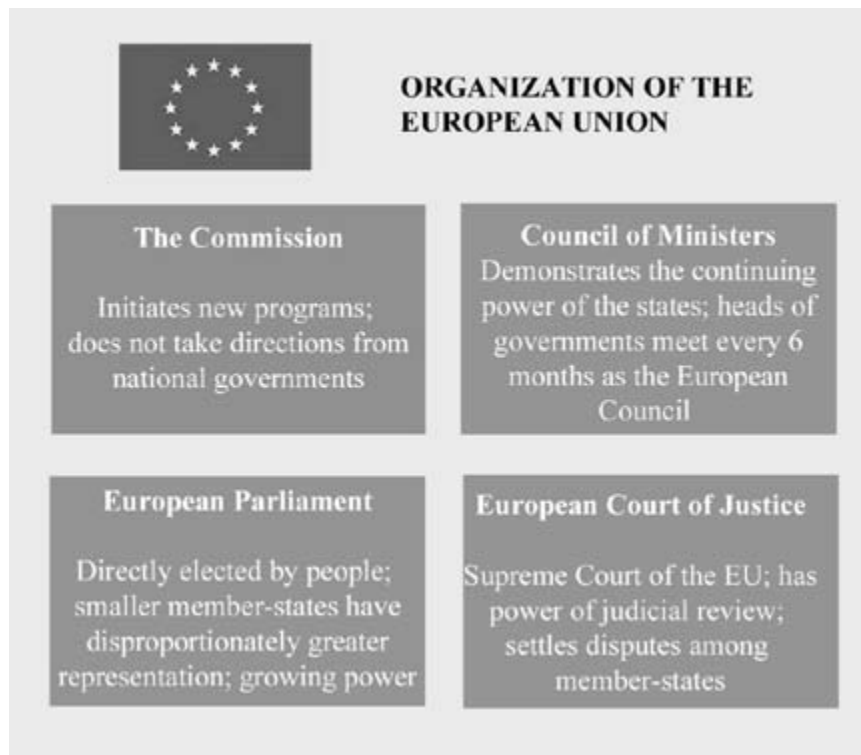 ORGANIZATION OF THE
EUROPEAN UNION
The Commission
Initiates new programs;
does not take directions from
national governments
Council of Ministers
Demonstrates the continuing
power of the states; heads of
governments meet every 6
months as the European
Council
European Parliament
Directly elected by people;
smaller member-states have
disproportionately greater
representation; growing power
European Court of Justice
Supreme Court of the EU; has
power of judicial review;
settles disputes among
member-states